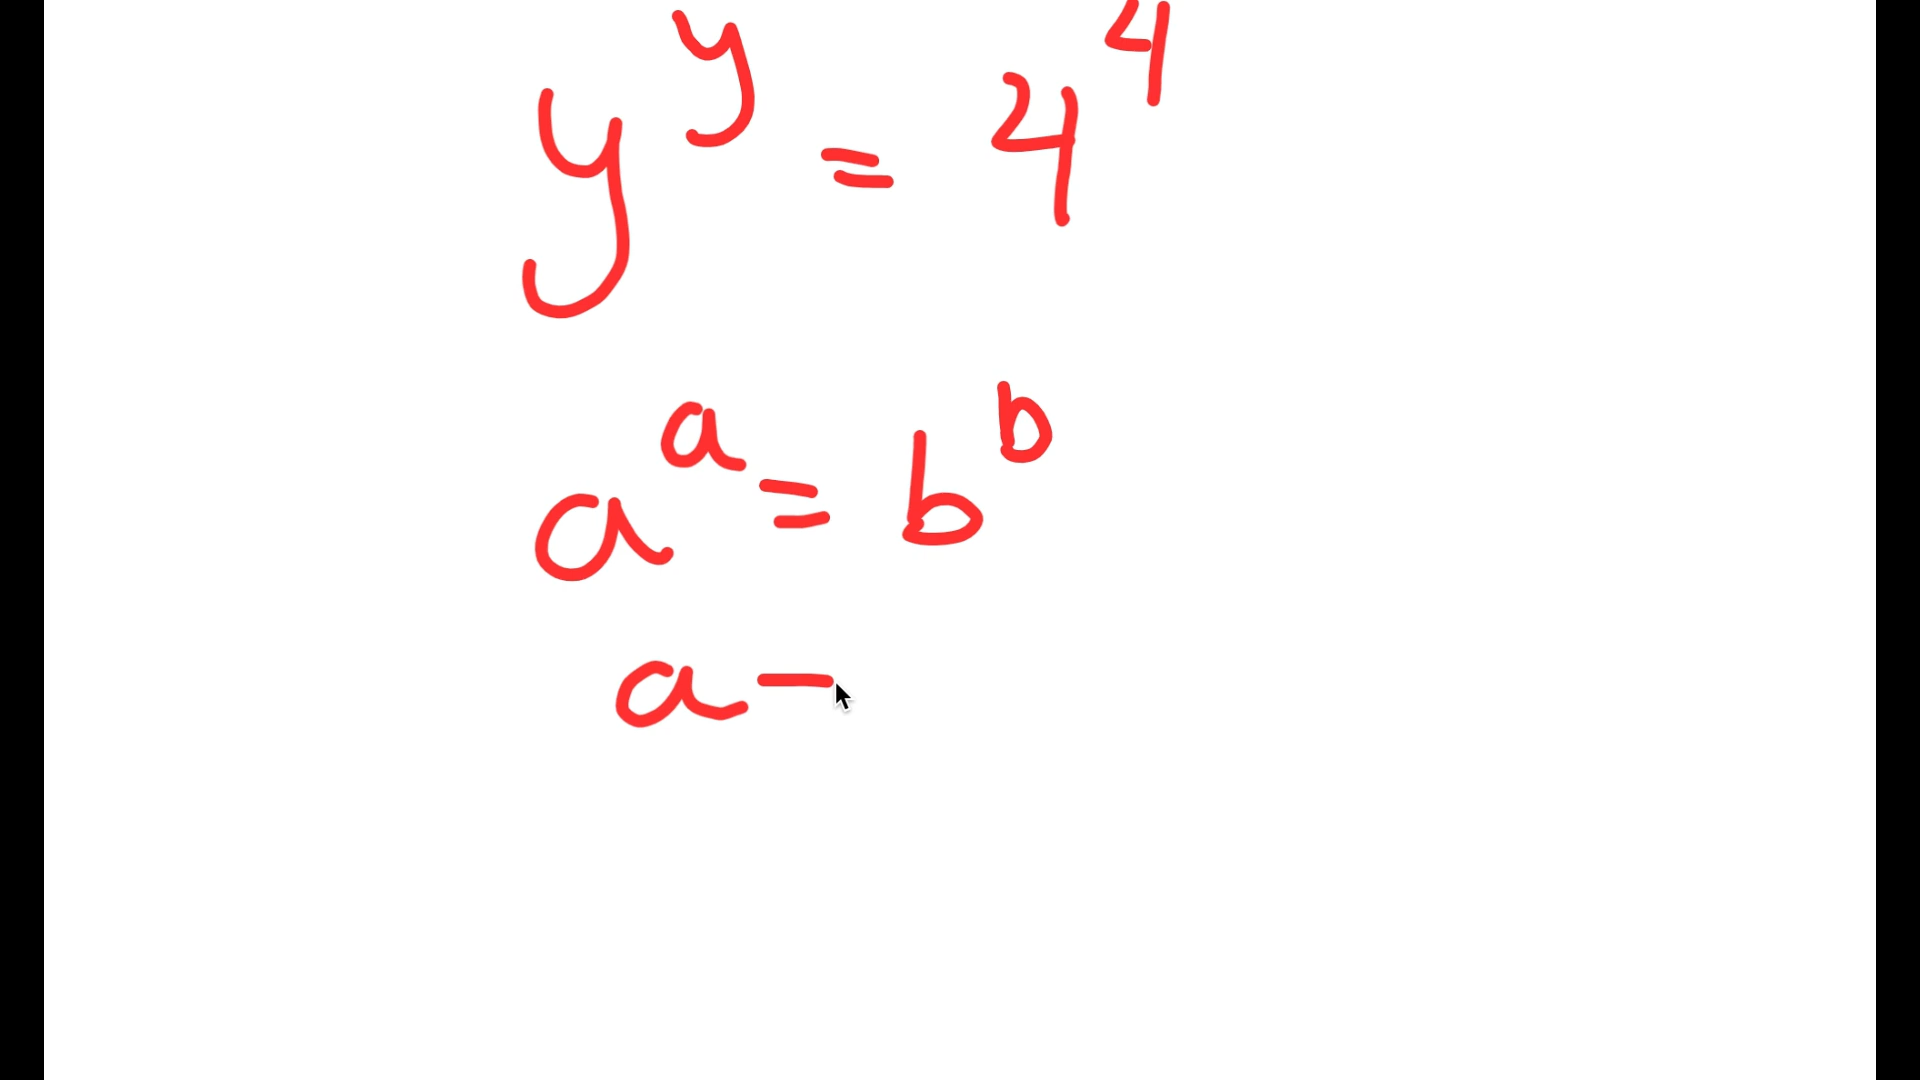 y^y = 4^4
a^a = b^b
a –